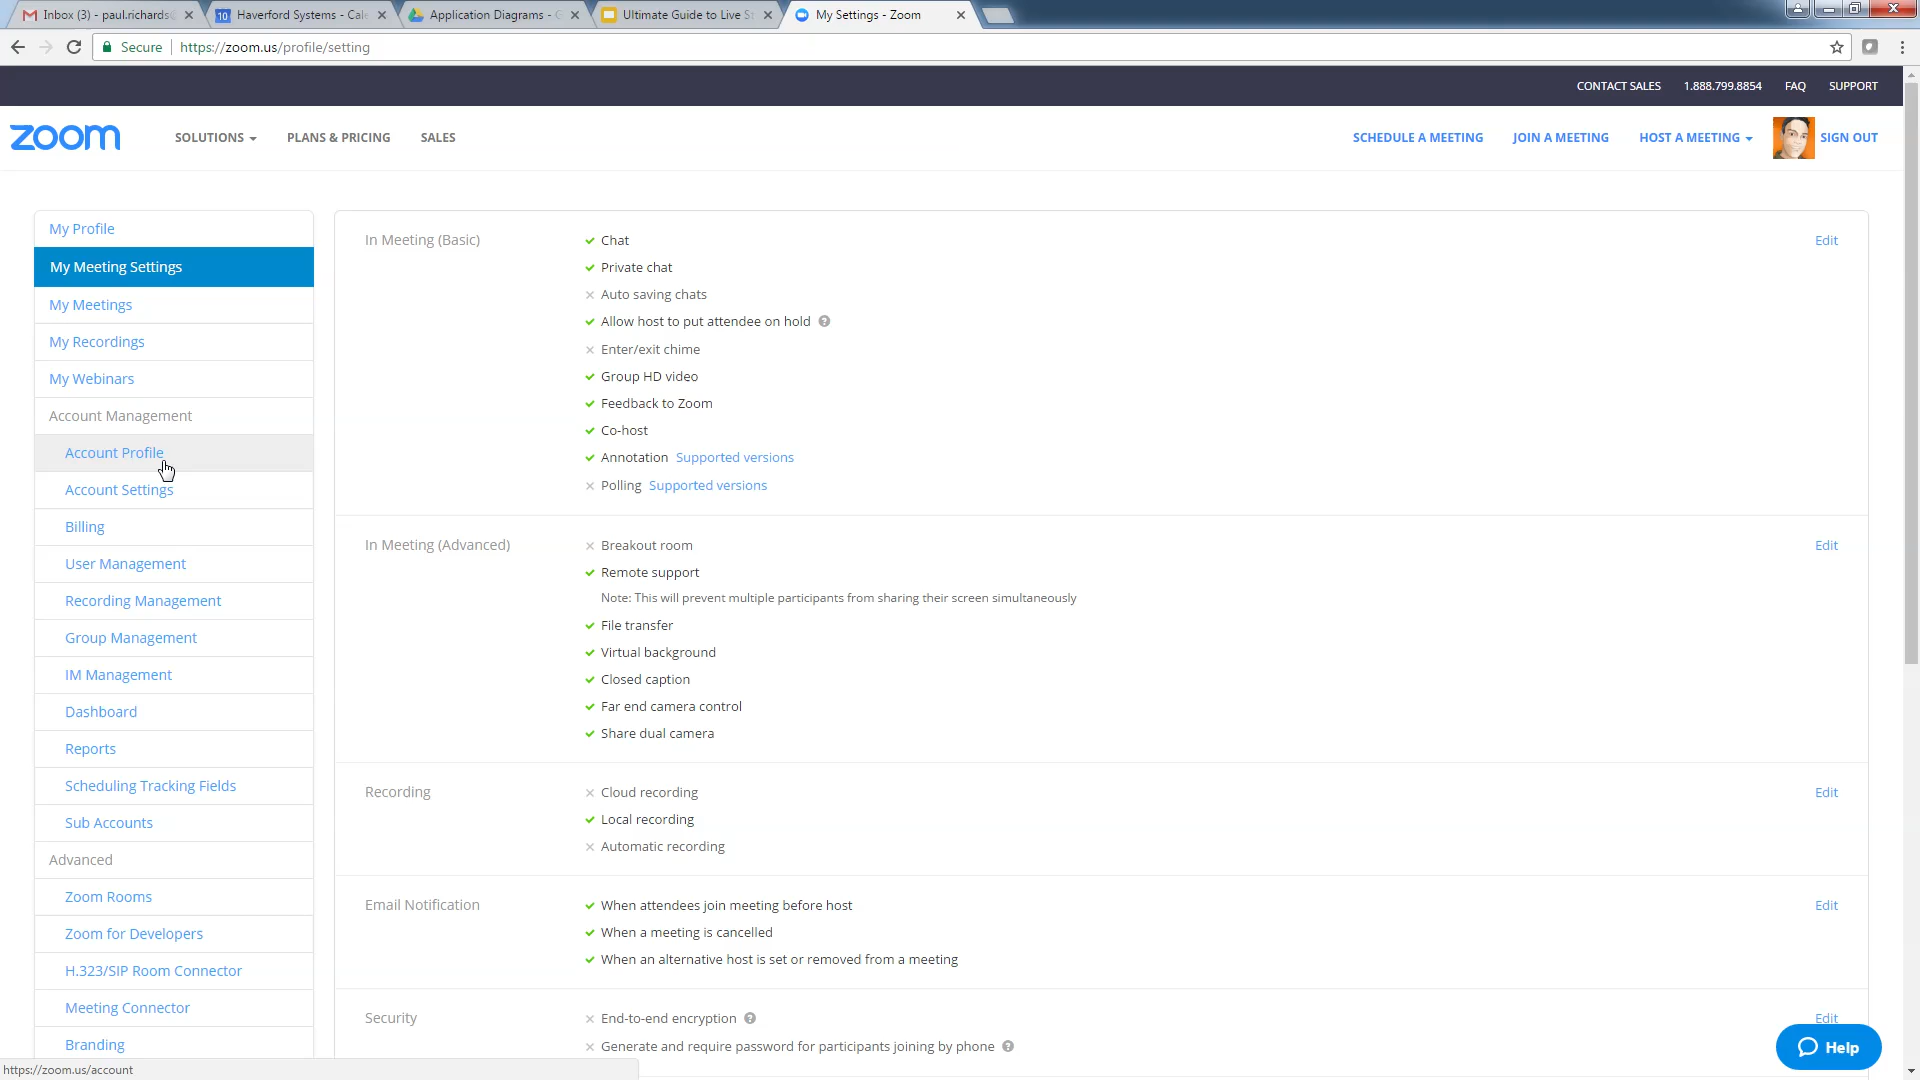 Inbox (3) - paul.richards
10 Haverford Systems - Cale
Application Diagrams - G
Ultimate Guide to Live S
My Settings - Zoom
Secure
https://zoom.us/profile/setting
CONTACT SALES
1.888.799.8854
FAQ
SUPPORT
zoom
SOLUTIONS
PLANS & PRICING
SALES
SCHEDULE A MEETING
JOIN A MEETING
HOST A MEETING
SIGN OUT
My Profile
My Meeting Settings
My Meetings
My Recordings
My Webinars
Account Management
Account Profile
Account Settings
Billing
User Management
Recording Management
Group Management
IM Management
Dashboard
Reports
Scheduling Tracking Fields
Sub Accounts
Advanced
Zoom Rooms
Zoom for Developers
H.323/SIP Room Connector
Meeting Connector
Branding
In Meeting (Basic)
Edit
Chat
Private chat
Auto saving chats
Allow host to put attendee on hold ?
Enter/exit chime
Group HD video
Feedback to Zoom
Co-host
Annotation Supported versions
Polling Supported versions
In Meeting (Advanced)
Edit
Breakout room
Remote support
Note: This will prevent multiple participants from sharing their screen simultaneously
File transfer
Virtual background
Closed caption
Far end camera control
Share dual camera
Recording
Edit
Cloud recording
Local recording
Automatic recording
Email Notification
Edit
When attendees join meeting before host
When a meeting is cancelled
When an alternative host is set or removed from a meeting
Security
Edit
End-to-end encryption ?
Generate and require password for participants joining by phone ?
Help
https://zoom.us/account